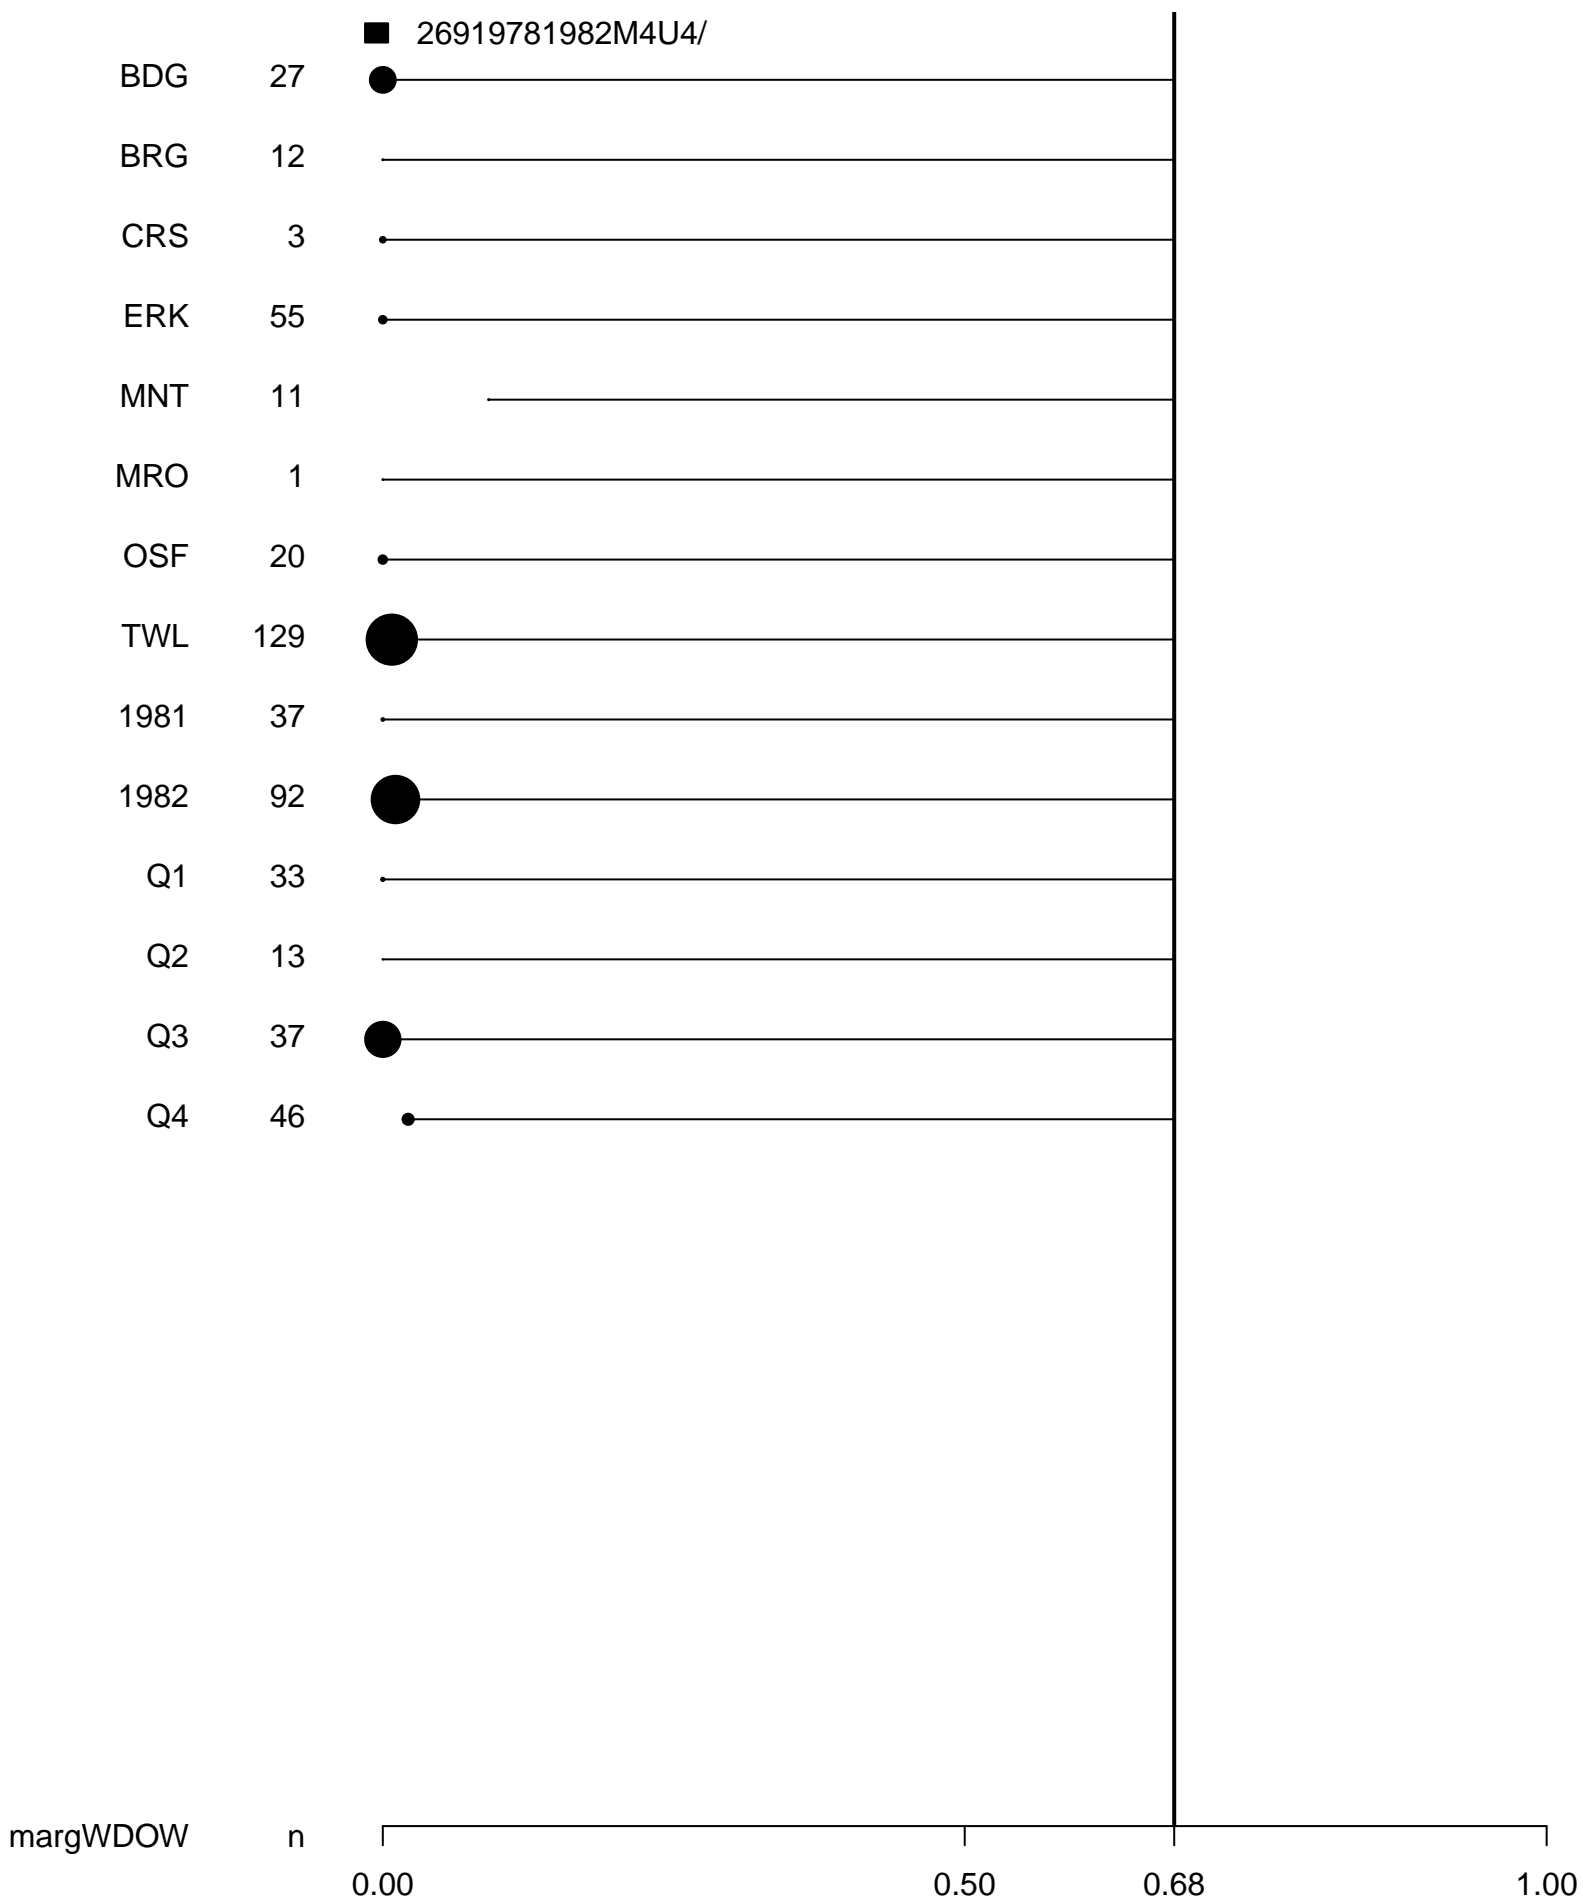 26919781982M4U4/
BDG 27
BRG 12
CRS 3
ERK 55
MNT 11
MRO 1
OSF 20
TWL 129
1981 37
1982 92
Q1 33
Q2 13
Q3 37
Q4 46
margWDOW n
0.00 0.50 0.68 1.00